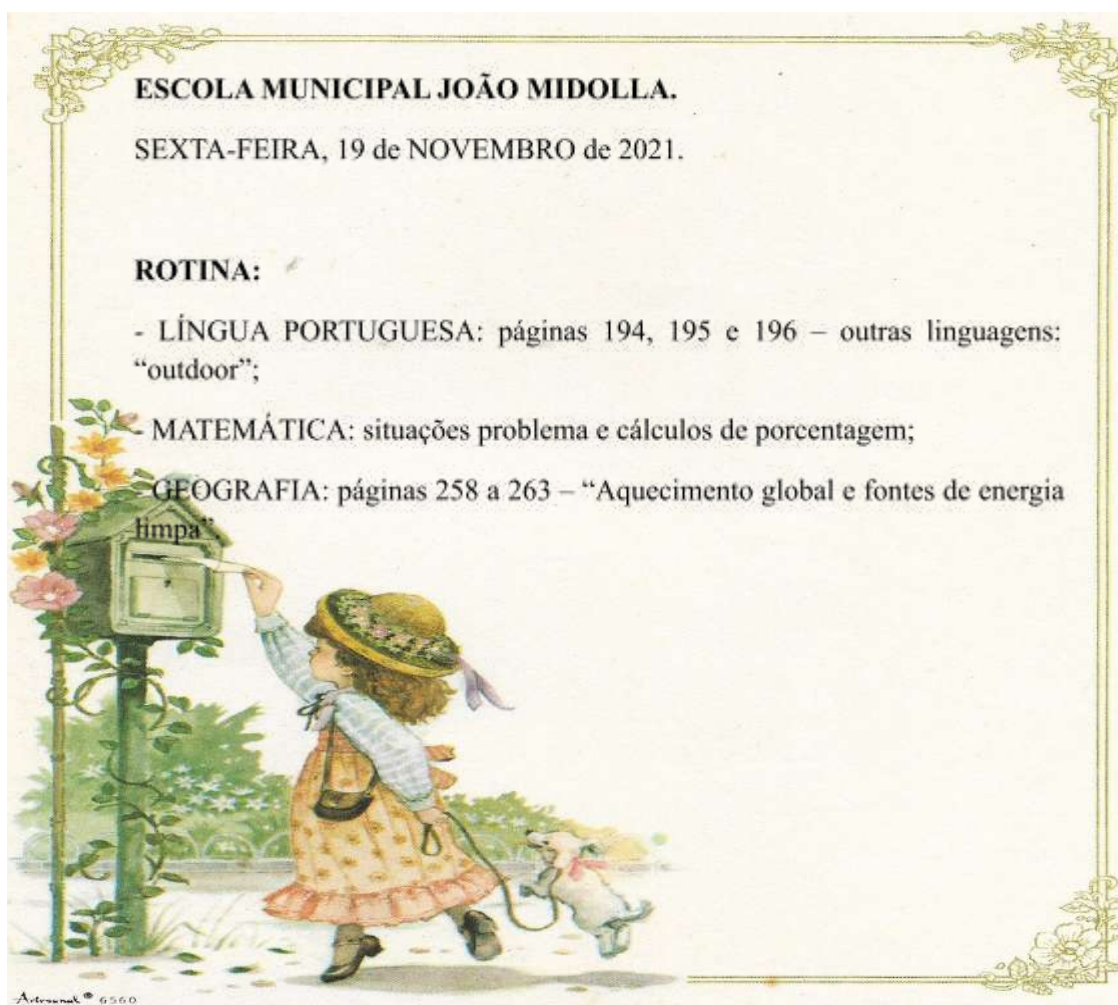 ESCOLA MUNICIPAL JOÃO MIDOLLA.
SEXTA-FEIRA, 19 de NOVEMBRO de 2021.
ROTINA:
- LÍNGUA PORTUGUESA: páginas 194, 195 e 196 – outras linguagens:
“outdoor”;
- MATEMÁTICA: situações problema e cálculos de porcentagem;
- GEOGRAFIA: páginas 258 a 263 – “Aquecimento global e fontes de energia
limpa”.
Artesanal ® 6560